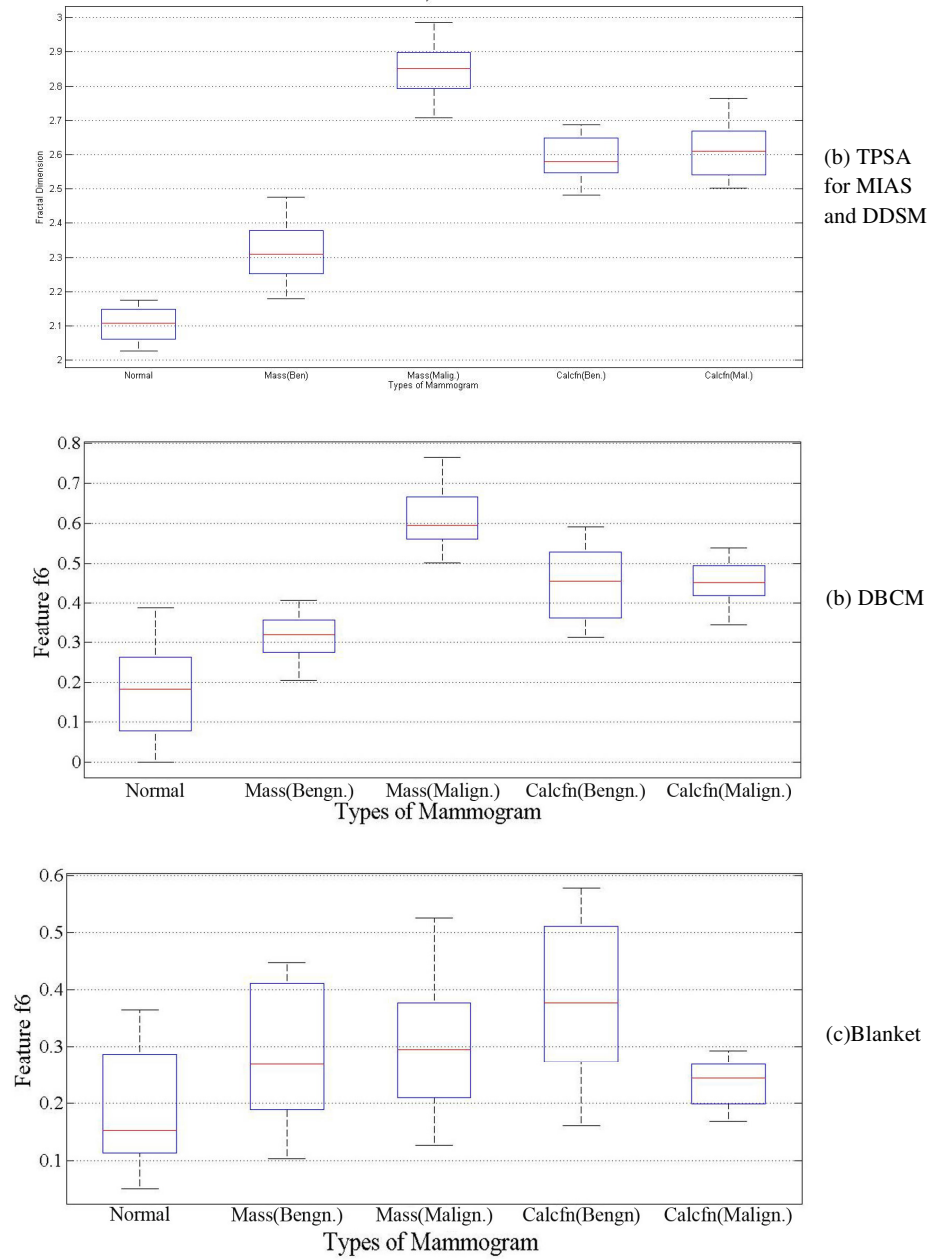 3
2.9
2.8
2.7
2.6
2.5
2.4
2.3
2.2
2.1
2
Fractal Dimension
Normal Mass(Ben) Mass(Malig.) Calcfn(Ben.) Calcfn(Mal.)
Types of Mammogram
(b) TPSA
for MIAS
and DDSM
0.8
0.7
0.6
0.5
0.4
0.3
0.2
0.1
0
Feature f6
Normal Mass(Bengn.) Mass(Malign.) Calcfn(Bengn.) Calcfn(Malign.)
Types of Mammogram
(b) DBCM
0.6
0.5
0.4
0.3
0.2
0.1
Feature f6
Normal Mass(Bengn.) Mass(Malign.) Calcfn(Bengn) Calcfn(Malign.)
Types of Mammogram
(c)Blanket